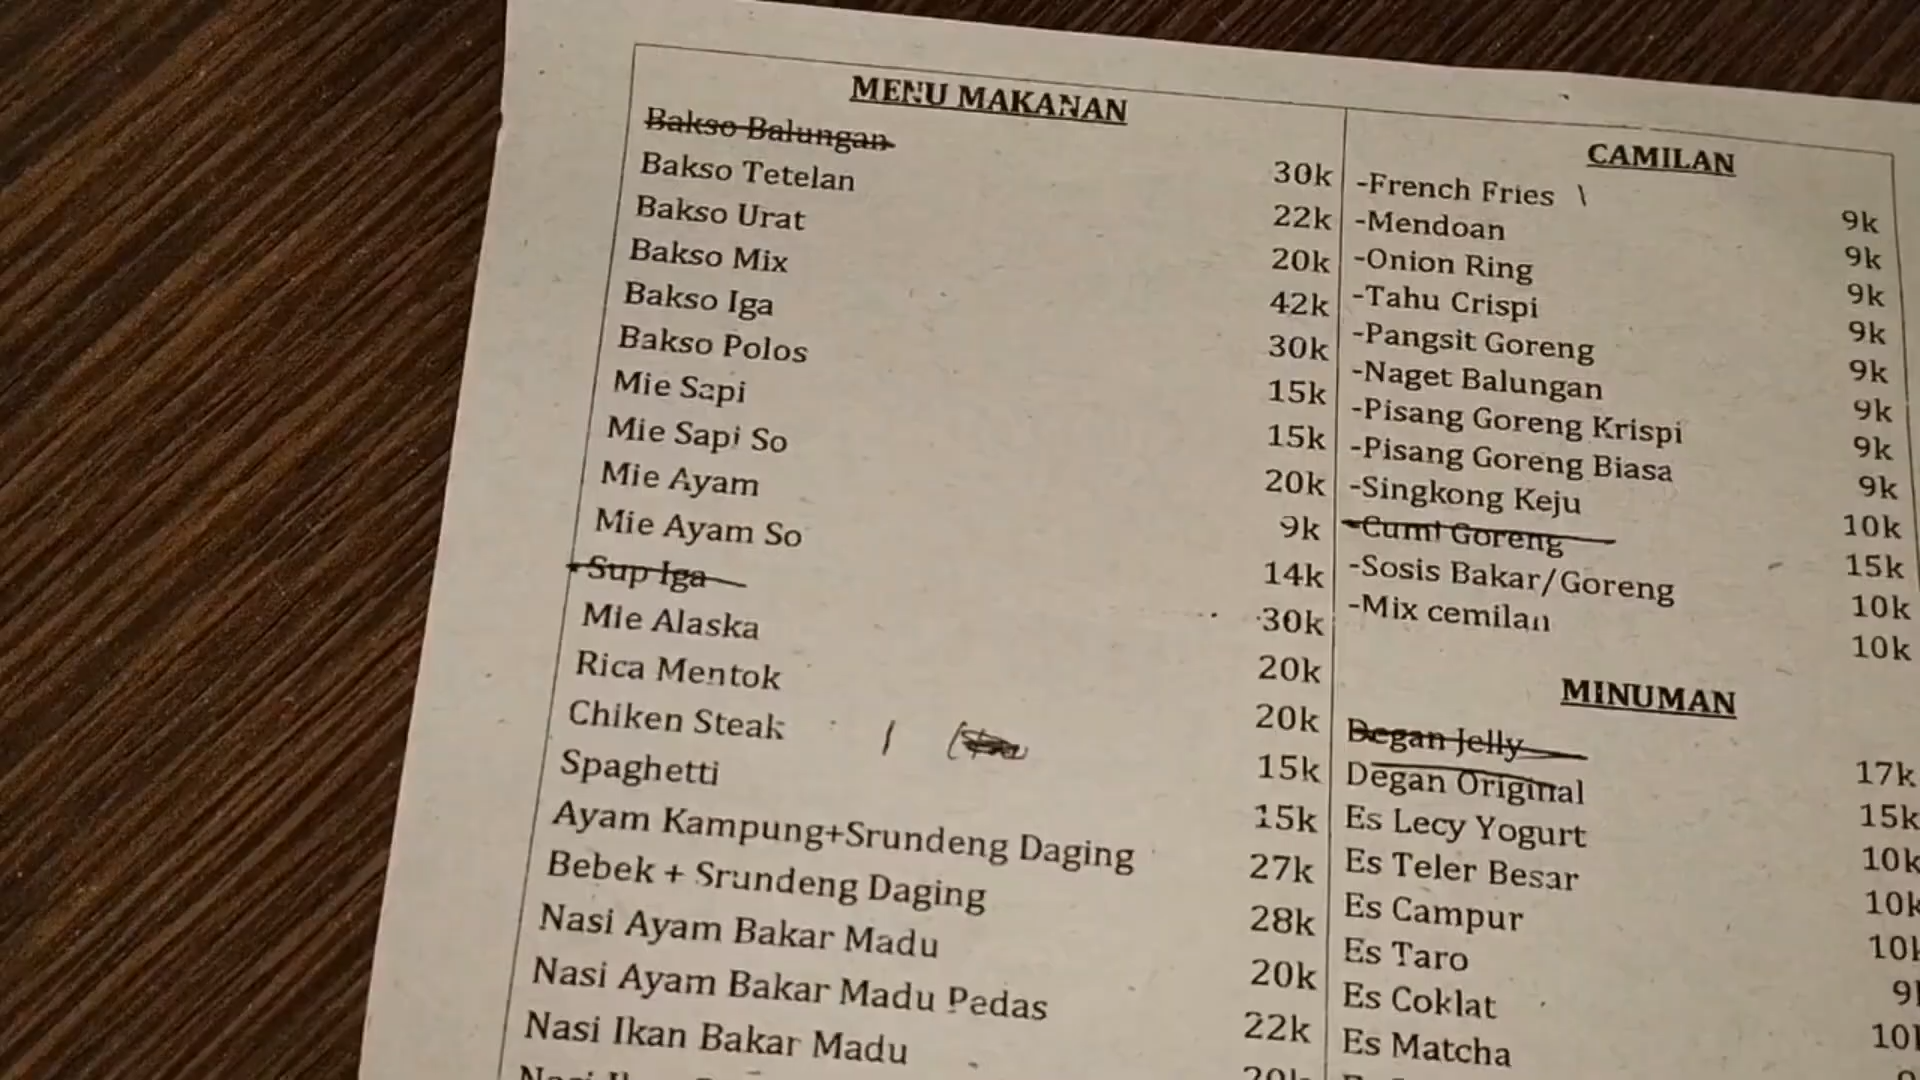 MENU MAKANAN
Bakso Balungan 30k
Bakso Tetelan 22k
Bakso Urat 20k
Bakso Mix 42k
Bakso Iga 30k
Bakso Polos 15k
Mie Sapi 15k
Mie Sapi So 20k
Mie Ayam 9k
Mie Ayam So 14k
Sup Iga 30k
Mie Alaska 20k
Rica Mentok 20k
Chiken Steak 15k
Spaghetti 15k
Ayam Kampung+Srundeng Daging 27k
Bebek + Srundeng Daging 28k
Nasi Ayam Bakar Madu 20k
Nasi Ayam Bakar Madu Pedas 22k
Nasi Ikan Bakar Madu 20k
CAMILAN
-French Fries 9k
-Mendoan 9k
-Onion Ring 9k
-Tahu Crispi 9k
-Pangsit Goreng 9k
-Naget Balungan 9k
-Pisang Goreng Krispi 9k
-Pisang Goreng Biasa 9k
-Singkong Keju 10k
-Cumi Goreng 15k
-Sosis Bakar/Goreng 10k
-Mix cemilan 10k
MINUMAN
Degan Jelly 17k
Degan Original 15k
Es Lecy Yogurt 10k
Es Teler Besar 10k
Es Campur 10k
Es Taro 9k
Es Coklat 10k
Es Matcha